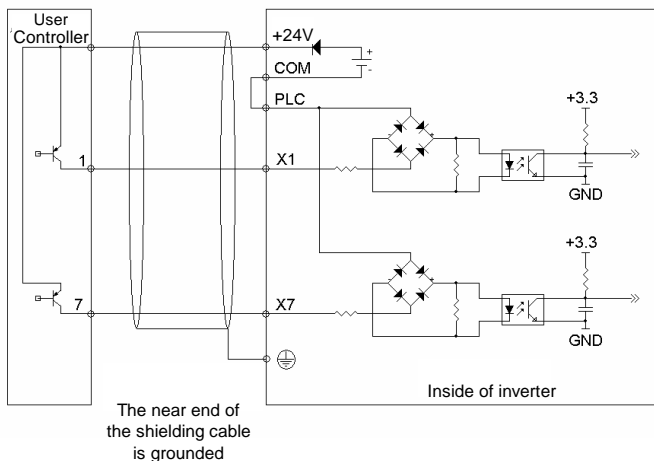 User
Controller
+24V
+
-
COM
PLC
+3.3
1
X1
-
+
GND
+3.3
7
X7
-
+
GND
Inside of inverter
The near end of
the shielding cable
is grounded